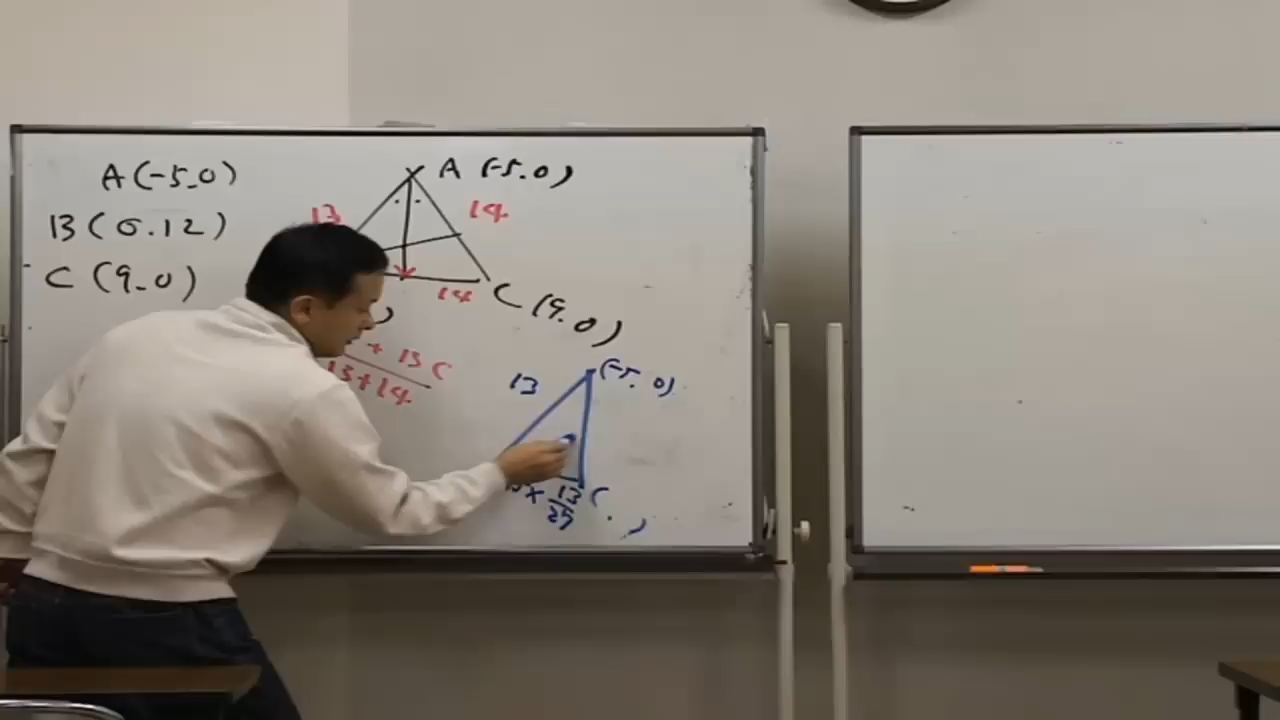 A(-5.0)
B(0.12)
C(9.0)
A (-5.0)
13
14
14
C(9.0)
+ 13C
13+14
13
(-5.0)
× 13/27
( . )